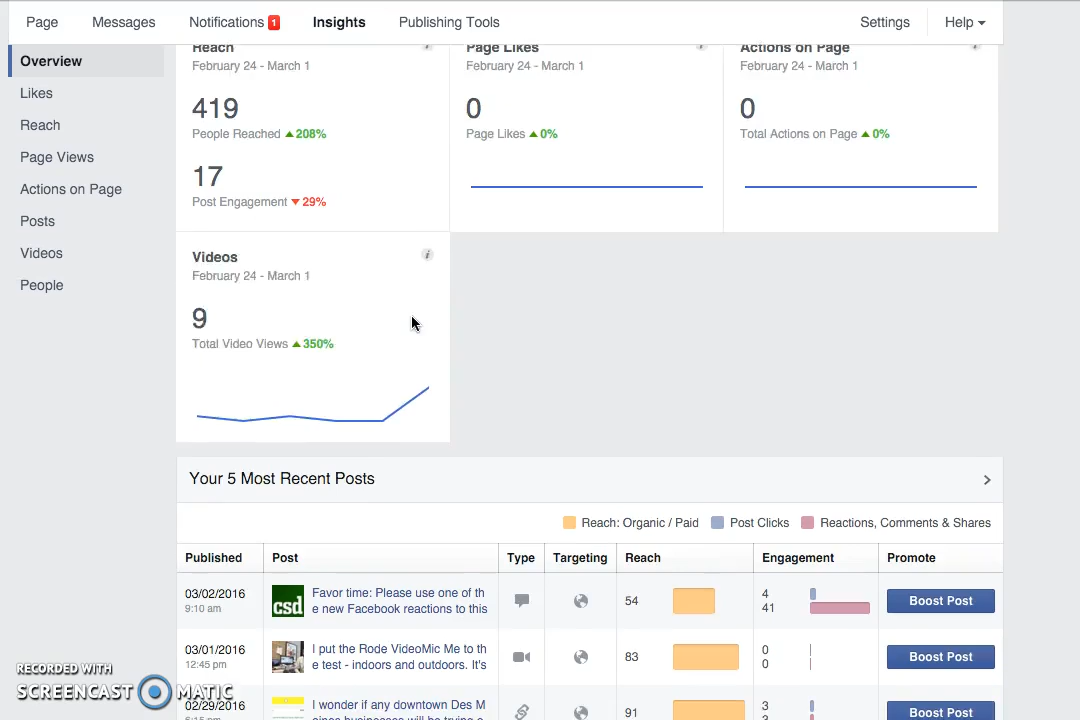 Page Messages Notifications 1 Insights Publishing Tools Settings Help
Overview
Likes
Reach
Page Views
Actions on Page
Posts
Videos
People
Reach i
February 24 - March 1
419
People Reached 208%
17
Post Engagement 29%
Page Likes i
February 24 - March 1
0
Page Likes 0%
Actions on Page i
February 24 - March 1
0
Total Actions on Page 0%
Videos i
February 24 - March 1
9
Total Video Views 350%
Your 5 Most Recent Posts
Reach: Organic / Paid Post Clicks Reactions, Comments & Shares
Published Post Type Targeting Reach Engagement Promote
03/02/2016
9:10 am
csd
Favor time: Please use one of th
e new Facebook reactions to this
54
4
41
Boost Post
03/01/2016
12:45 pm
I put the Rode VideoMic Me to th
e test - indoors and outdoors. It's
83
0
0
Boost Post
02/29/2016
I wonder if any downtown Des M
oines businesses will be trying
91
3
Boost Post
RECORDED WITH
SCREENCAST MATIC